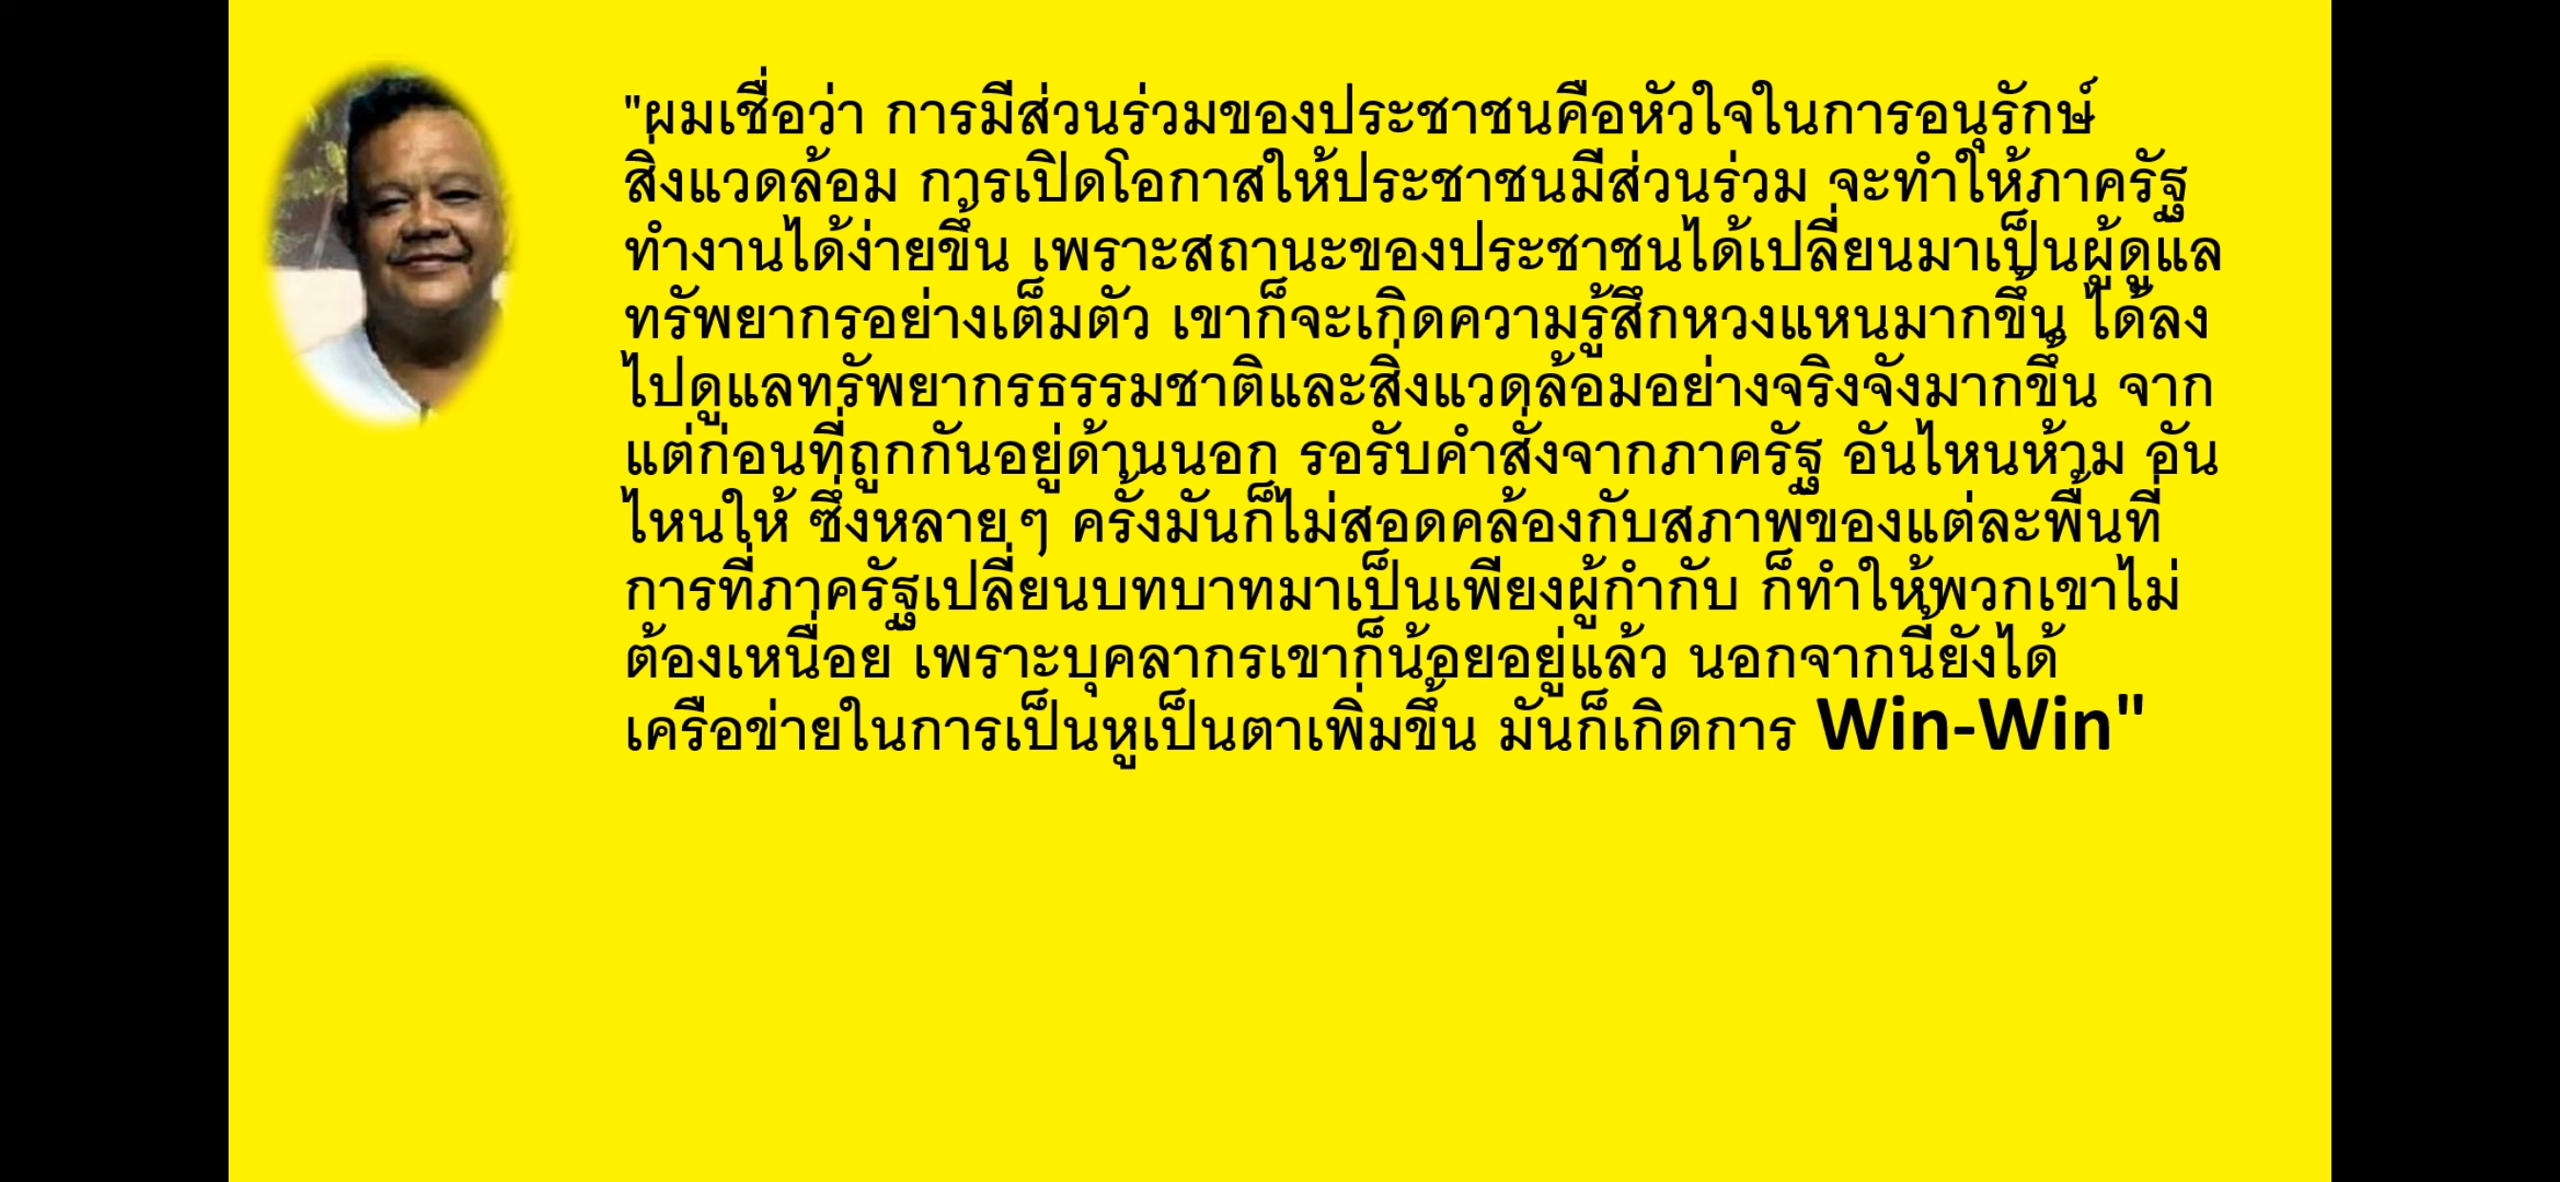 "ผมเชื่อว่า การมีส่วนร่วมของประชาชนคือหัวใจในการอนุรักษ์
สิ่งแวดล้อม การเปิดโอกาสให้ประชาชนมีส่วนร่วม จะทำให้ภาครัฐ
ทำงานได้ง่ายขึ้น เพราะสถานะของประชาชนได้เปลี่ยนมาเป็นผู้ดูแล
ทรัพยากรอย่างเต็มตัว เขาก็จะเกิดความรู้สึกหวงแหนมากขึ้น ได้ลง
ไปดูแลทรัพยากรธรรมชาติและสิ่งแวดล้อมอย่างจริงจังมากขึ้น จาก
แต่ก่อนที่ถูกกันอยู่ด้านนอก รอรับคำสั่งจากภาครัฐ อันไหนห้าม อัน
ไหนให้ ซึ่งหลาย ๆ ครั้งมันก็ไม่สอดคล้องกับสภาพของแต่ละพื้นที่
การที่ภาครัฐเปลี่ยนบทบาทมาเป็นเพียงผู้กำกับ ก็ทำให้พวกเขาไม่
ต้องเหนื่อย เพราะบุคลากรเขาก็น้อยอยู่แล้ว นอกจากนี้ยังได้
เครือข่ายในการเป็นหูเป็นตาเพิ่มขึ้น มันก็เกิดการ Win-Win"